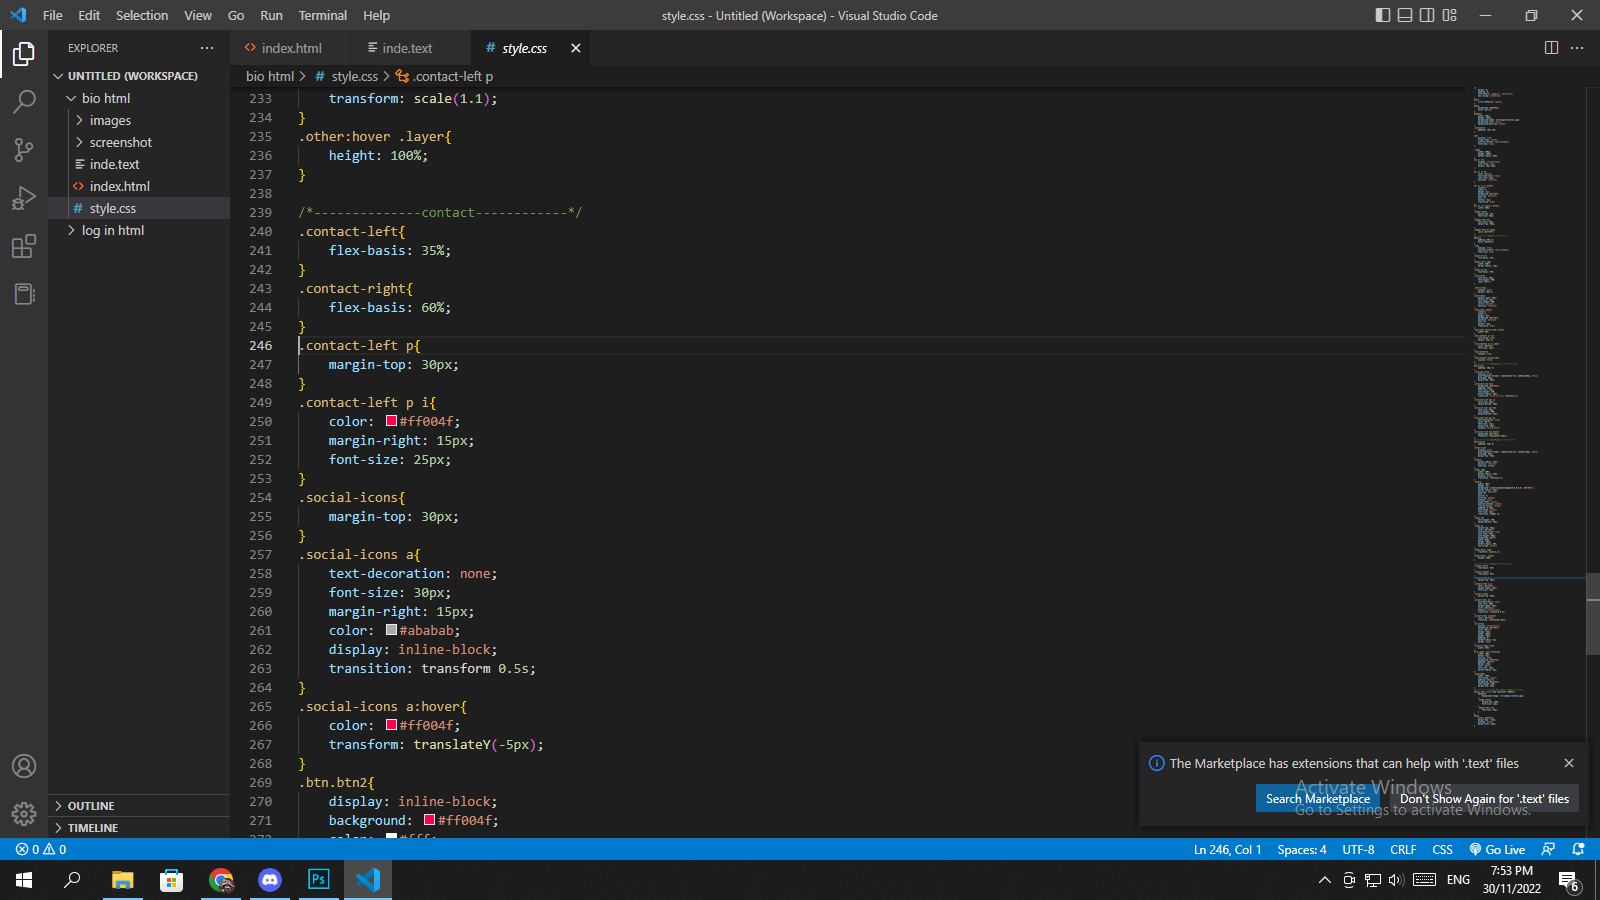 File Edit Selection View Go Run Terminal Help
style.css - Untitled (Workspace) - Visual Studio Code
EXPLORER
UNTITLED (WORKSPACE)
bio html
images
screenshot
inde.text
index.html
style.css
log in html
OUTLINE
TIMELINE
index.html
inde.text
# style.css
bio html > # style.css > .contact-left p
233 transform: scale(1.1);
234 }
235 .other:hover .layer{
236 height: 100%;
237 }
238
239 /*--------------contact------------*/
240 .contact-left{
241 flex-basis: 35%;
242 }
243 .contact-right{
244 flex-basis: 60%;
245 }
246 .contact-left p{
247 margin-top: 30px;
248 }
249 .contact-left p i{
250 color: #ff004f;
251 margin-right: 15px;
252 font-size: 25px;
253 }
254 .social-icons{
255 margin-top: 30px;
256 }
257 .social-icons a{
258 text-decoration: none;
259 font-size: 30px;
260 margin-right: 15px;
261 color: #ababab;
262 display: inline-block;
263 transition: transform 0.5s;
264 }
265 .social-icons a:hover{
266 color: #ff004f;
267 transform: translateY(-5px);
268 }
269 .btn.btn2{
270 display: inline-block;
271 background: #ff004f;
272 color: #fff;
The Marketplace has extensions that can help with '.text' files
Search Marketplace
Don't Show Again for '.text' files
Activate Windows
Go to Settings to activate Windows.
0 0
Ln 246, Col 1 Spaces: 4 UTF-8 CRLF CSS Go Live
Ps
ENG
7:53 PM
30/11/2022
6